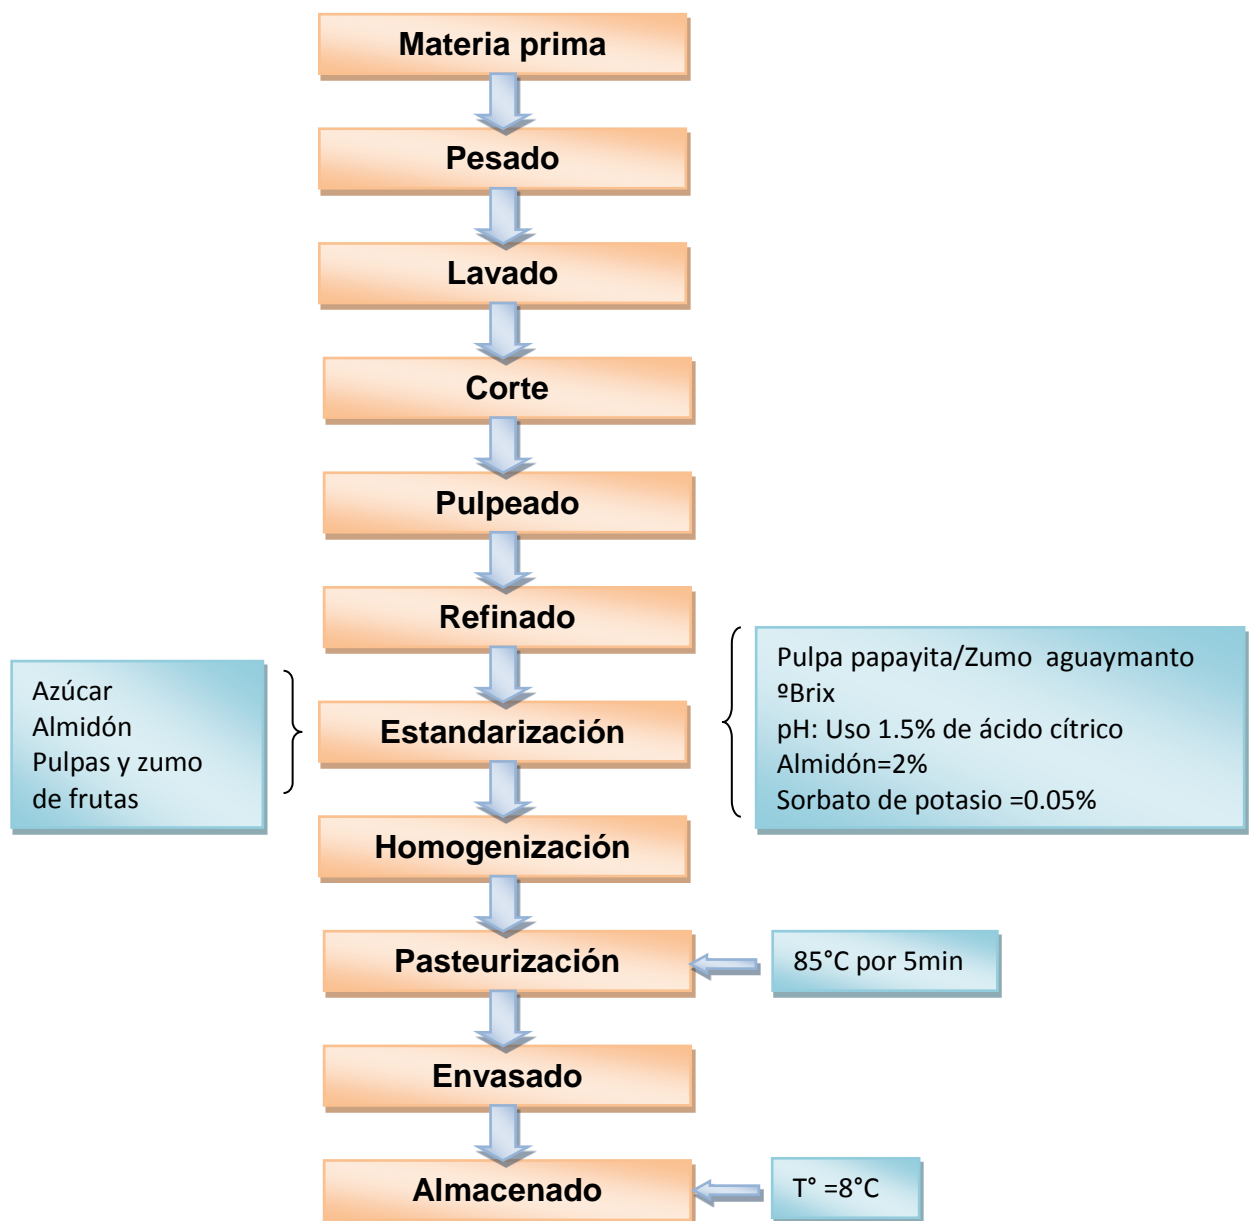 Materia prima
Pesado
Lavado
Corte
Pulpeado
Refinado
Azúcar
Almidón
Pulpas y zumo
de frutas
Estandarización
Pulpa papayita/Zumo aguaymanto
ºBrix
pH: Uso 1.5% de ácido cítrico
Almidón=2%
Sorbato de potasio =0.05%
Homogenización
Pasteurización
85°C por 5min
Envasado
Almacenado
T° =8°C